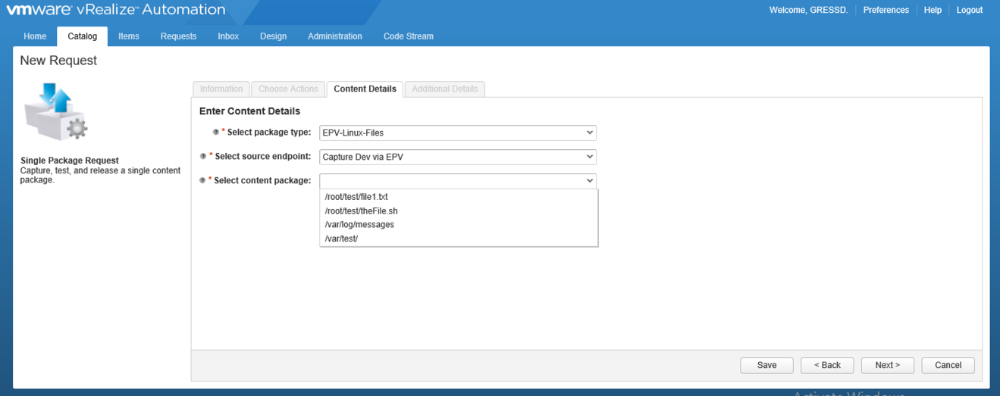 vmware vRealize™ Automation
Welcome, GRESSD. Preferences Help Logout
Home Catalog Items Requests Inbox Design Administration Code Stream
New Request
Information Choose Actions Content Details Additional Details
Enter Content Details
* Select package type: EPV-Linux-Files
* Select source endpoint: Capture Dev via EPV
* Select content package:
/root/test/file1.txt
/root/test/theFile.sh
/var/log/messages
/var/test/
Single Package Request
Capture, test, and release a single content
package.
Save < Back Next > Cancel
Activate Windows